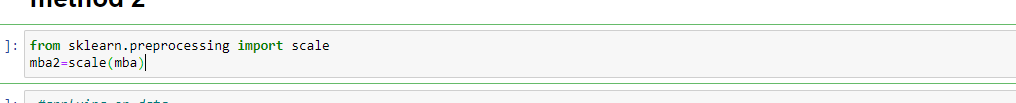 method 2
]: from sklearn.preprocessing import scale
mba2=scale(mba)